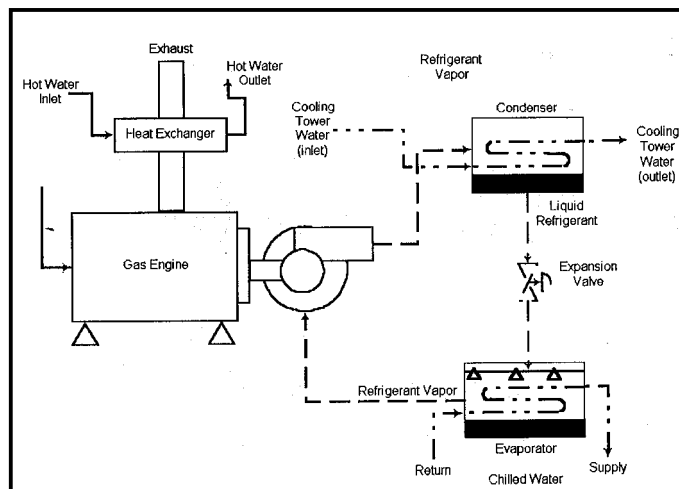 Exhaust
Hot Water
Inlet
Hot Water
Outlet
Heat Exchanger
Gas Engine
Refrigerant
Vapor
Cooling
Tower
Water
(inlet)
Condenser
Cooling
Tower
Water
(outlet)
Liquid
Refrigerant
Expansion
Valve
Refrigerant Vapor
Evaporator
Return
Chilled Water
Supply